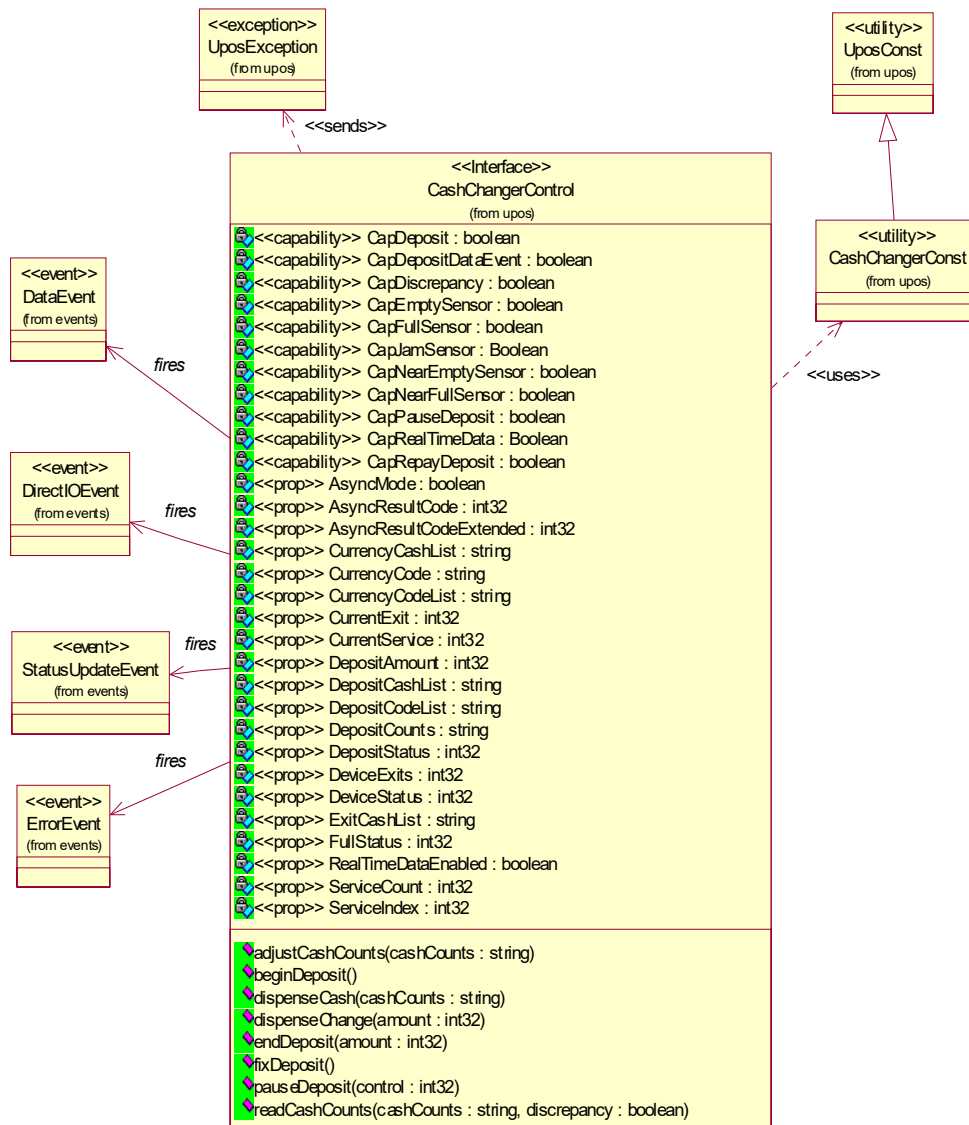 <<exception>>
UposException
(from upos)
<<utility>>
UposConst
(from upos)
<<sends>>
<<Interface>>
CashChangerControl
(from upos)
<<capability>> CapDeposit : boolean
<<capability>> CapDepositDataEvent : boolean
<<capability>> CapDiscrepancy : boolean
<<capability>> CapEmptySensor : boolean
<<capability>> CapFullSensor : boolean
<<capability>> CapJamSensor : Boolean
<<capability>> CapNearEmptySensor : boolean
<<capability>> CapNearFullSensor : boolean
<<capability>> CapPauseDeposit : boolean
<<capability>> CapRealTimeData : Boolean
<<capability>> CapRepayDeposit : boolean
<<prop>> AsyncMode : boolean
<<prop>> AsyncResultCode : int32
<<prop>> AsyncResultCodeExtended : int32
<<prop>> CurrencyCashList : string
<<prop>> CurrencyCode : string
<<prop>> CurrencyCodeList : string
<<prop>> CurrentExit : int32
<<prop>> CurrentService : int32
<<prop>> DepositAmount : int32
<<prop>> DepositCashList : string
<<prop>> DepositCodeList : string
<<prop>> DepositCounts : string
<<prop>> DepositStatus : int32
<<prop>> DeviceExits : int32
<<prop>> DeviceStatus : int32
<<prop>> ExitCashList : string
<<prop>> FullStatus : int32
<<prop>> RealTimeDataEnabled : boolean
<<prop>> ServiceCount : int32
<<prop>> ServiceIndex : int32
adjustCashCounts(cashCounts : string)
beginDeposit()
dispenseCash(cashCounts : string)
dispenseChange(amount : int32)
endDeposit(amount : int32)
fixDeposit()
pauseDeposit(control : int32)
readCashCounts(cashCounts : string, discrepancy : boolean)
<<utility>>
CashChangerConst
(from upos)
<<uses>>
<<event>>
DataEvent
(from events)
fires
<<event>>
DirectIOEvent
(from events)
fires
<<event>>
StatusUpdateEvent
(from events)
fires
<<event>>
ErrorEvent
(from events)
fires